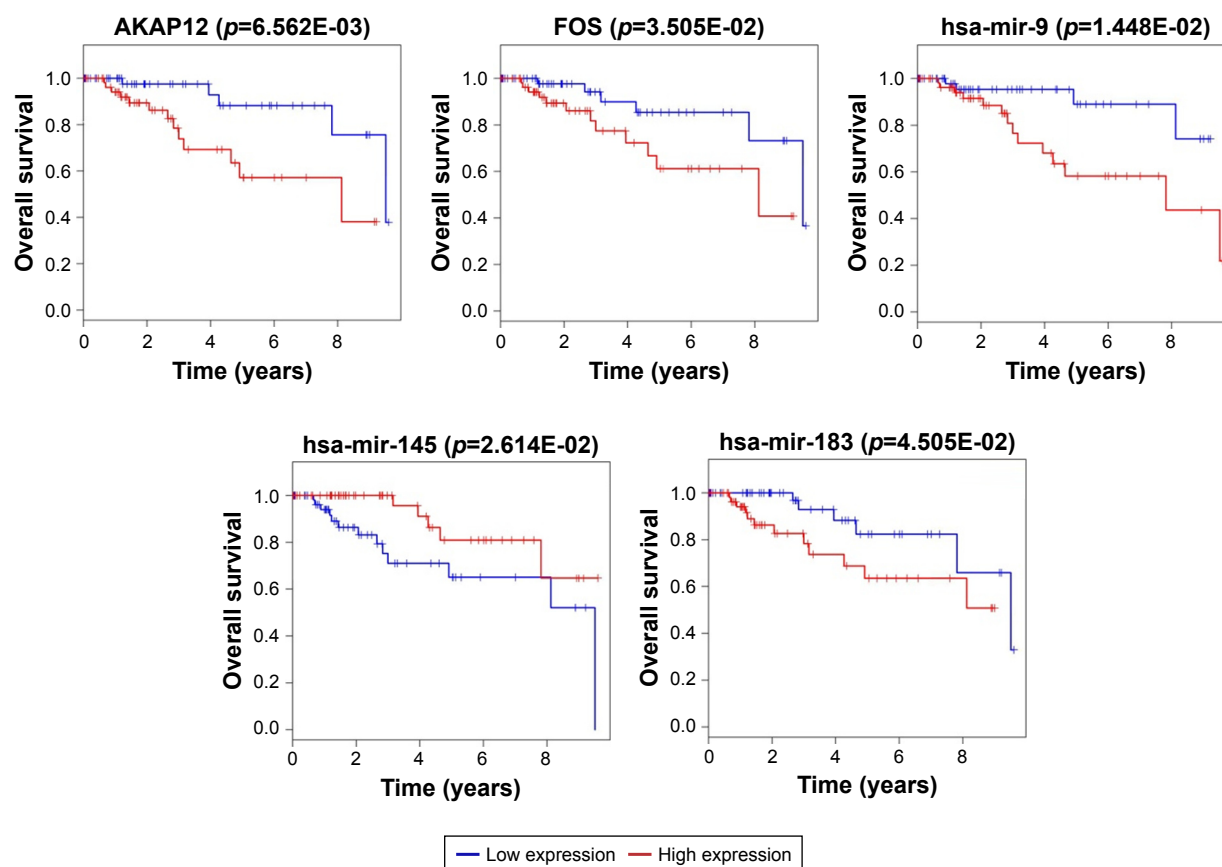 AKAP12 (p=6.562E-03)
1.0
0.8
0.6
0.4
0.2
0.0
Overall survival
0 2 4 6 8
Time (years)
FOS (p=3.505E-02)
1.0
0.8
0.6
0.4
0.2
0.0
Overall survival
0 2 4 6 8
Time (years)
hsa-mir-9 (p=1.448E-02)
1.0
0.8
0.6
0.4
0.2
0.0
Overall survival
0 2 4 6 8
Time (years)
hsa-mir-145 (p=2.614E-02)
1.0
0.8
0.6
0.4
0.2
0.0
Overall survival
0 2 4 6 8
Time (years)
hsa-mir-183 (p=4.505E-02)
1.0
0.8
0.6
0.4
0.2
0.0
Overall survival
0 2 4 6 8
Time (years)
Low expression High expression